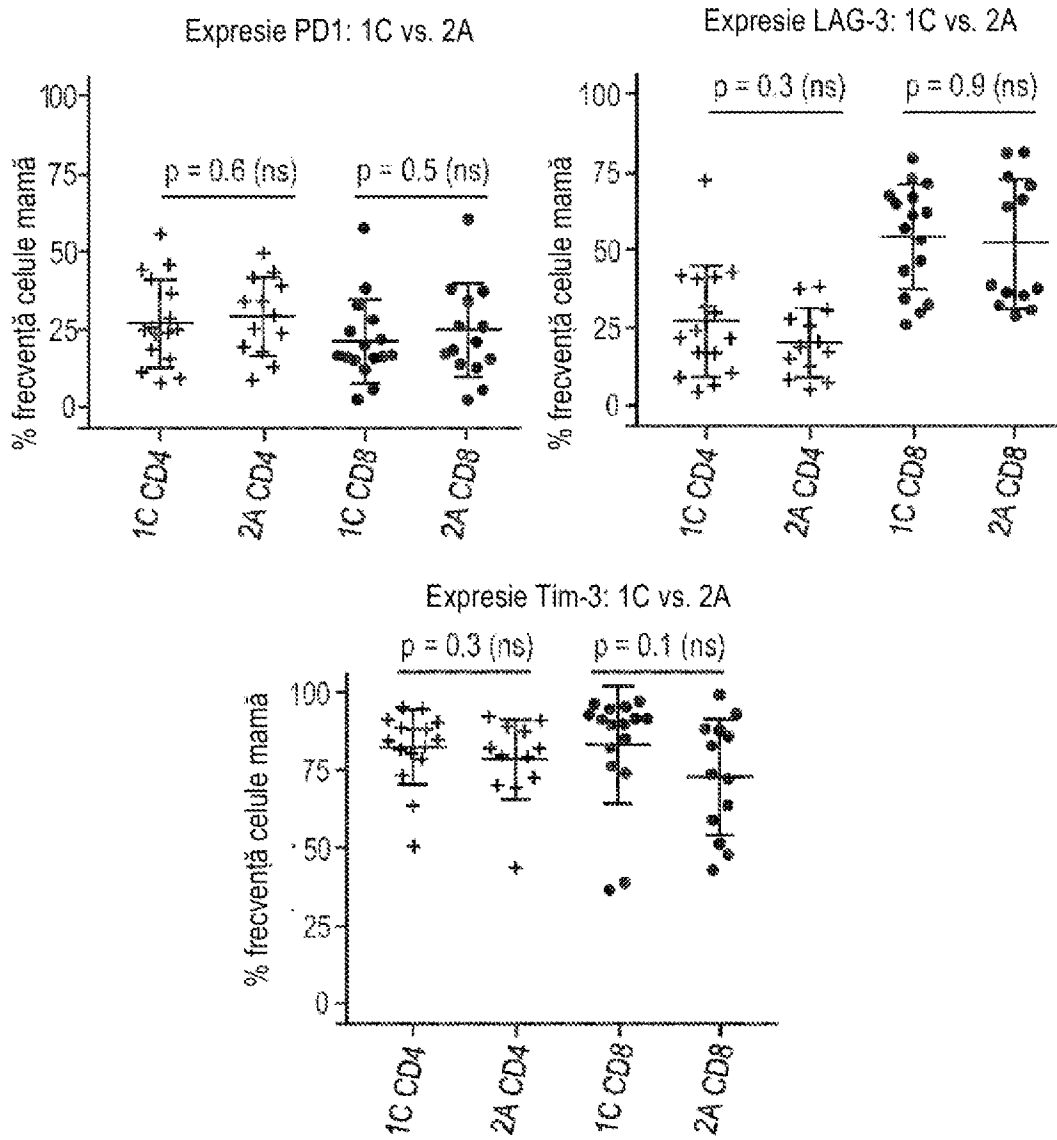 Expresie PD1: 1C vs. 2A
% frecvență celule mamă
100
75
50
25
0
p = 0.6 (ns)
p = 0.5 (ns)
1C CD4
2A CD4
1C CD8
2A CD8
Expresie LAG-3: 1C vs. 2A
% frecvență celule mamă
100
75
50
25
0
p = 0.3 (ns)
p = 0.9 (ns)
1C CD4
2A CD4
1C CD8
2A CD8
Expresie Tim-3: 1C vs. 2A
% frecvență celule mamă
100
75
50
25
0
p = 0.3 (ns)
p = 0.1 (ns)
1C CD4
2A CD4
1C CD8
2A CD8